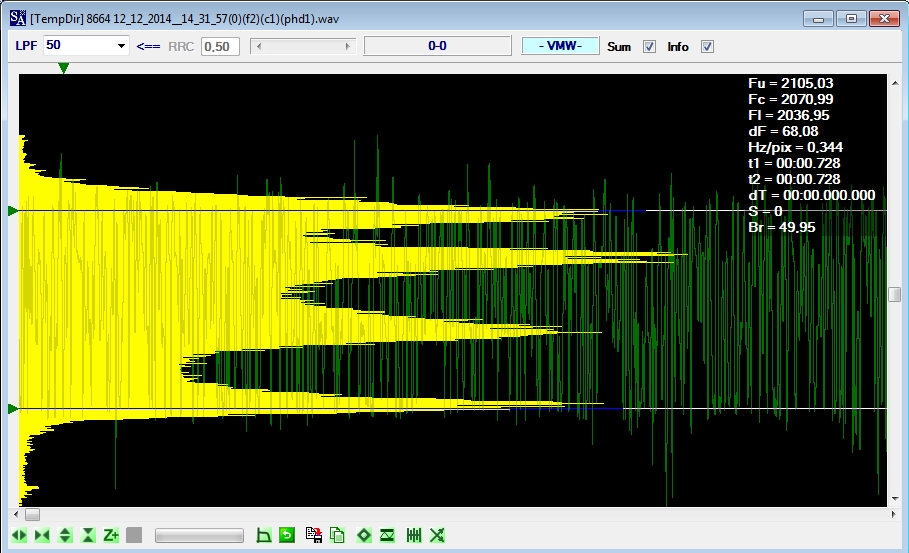 SA [TempDir] 8664 12_12_2014__14_31_57(0)(f2)(c1)(phd1).wav
LPF 50 <== RRC 0,50 0-0 - VMW- Sum Info
Fu = 2105,03
Fc = 2070,99
Fl = 2036,95
dF = 68,08
Hz/pix = 0,344
t1 = 00:00.728
t2 = 00:00.728
dT = 00:00.000.000
S = 0
Br = 49,95
Z+